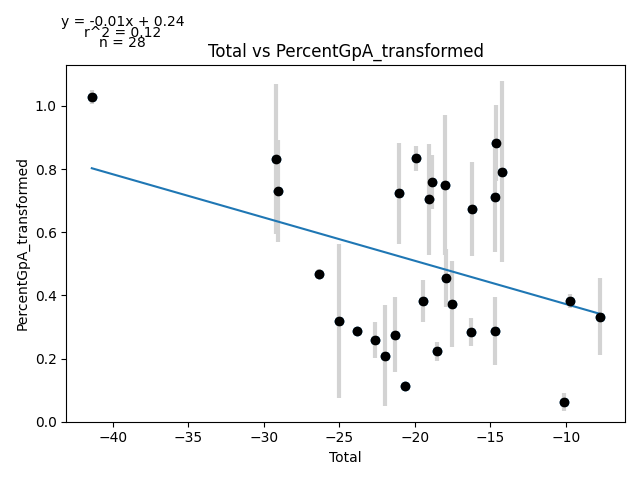 y = -0.01x + 0.24
r^2 = 0.12
n = 28
Total vs PercentGpA_transformed
PercentGpA_transformed
1.0
0.8
0.6
0.4
0.2
0.0
−40
−35
−30
−25
−20
−15
−10
Total